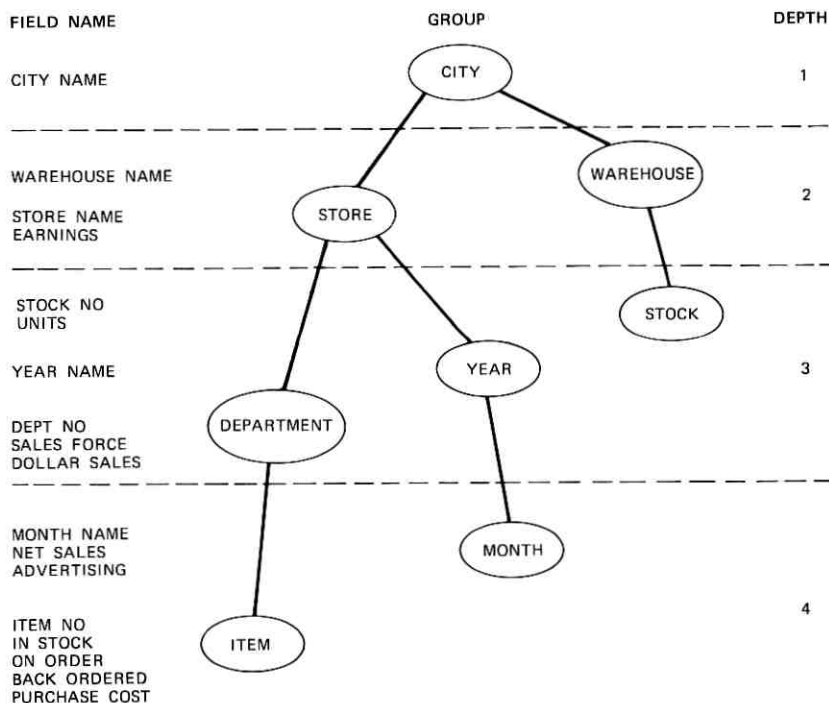 FIELD NAME GROUP DEPTH
CITY NAME CITY 1
WAREHOUSE NAME WAREHOUSE
2
STORE NAME STORE
EARNINGS
STOCK NO STOCK
UNITS
YEAR NAME YEAR 3
DEPT NO DEPARTMENT
SALES FORCE
DOLLAR SALES
MONTH NAME
NET SALES MONTH
ADVERTISING
4
ITEM NO
IN STOCK ITEM
ON ORDER
BACK ORDERED
PURCHASE COST